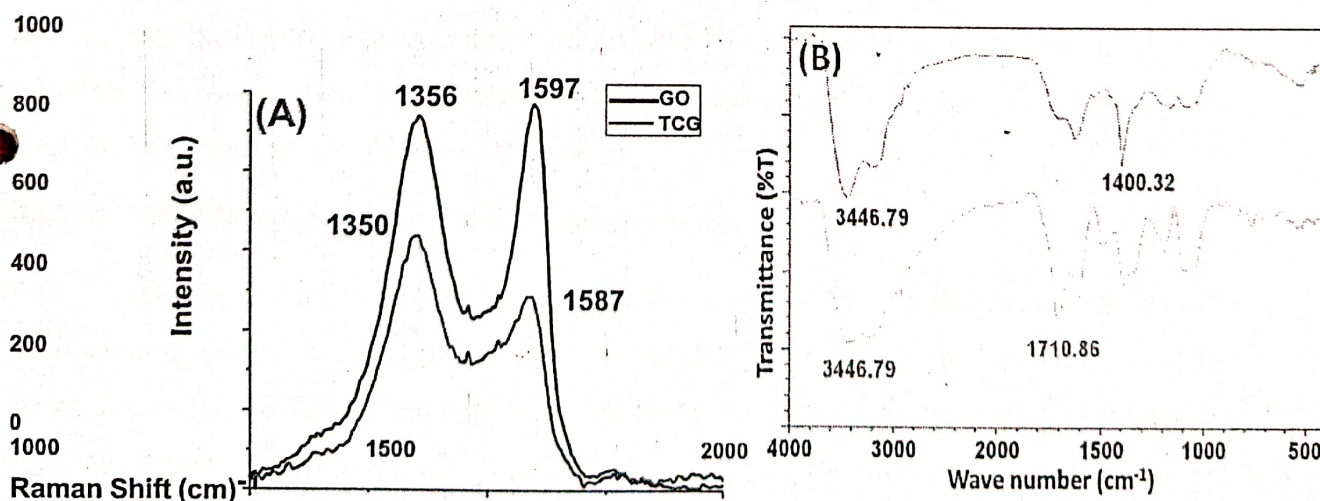 1000
800
600
400
200
0
1000
Raman Shift (cm)-
Intensity (a.u.)
(A)
1356
1597
GO
TCG
1350
1587
1500
2000
(B)
Transmittance (%T)
1400.32
3446.79
1710.86
3446.79
4000 3000 2000 1500 1000 500
Wave number (cm⁻¹)